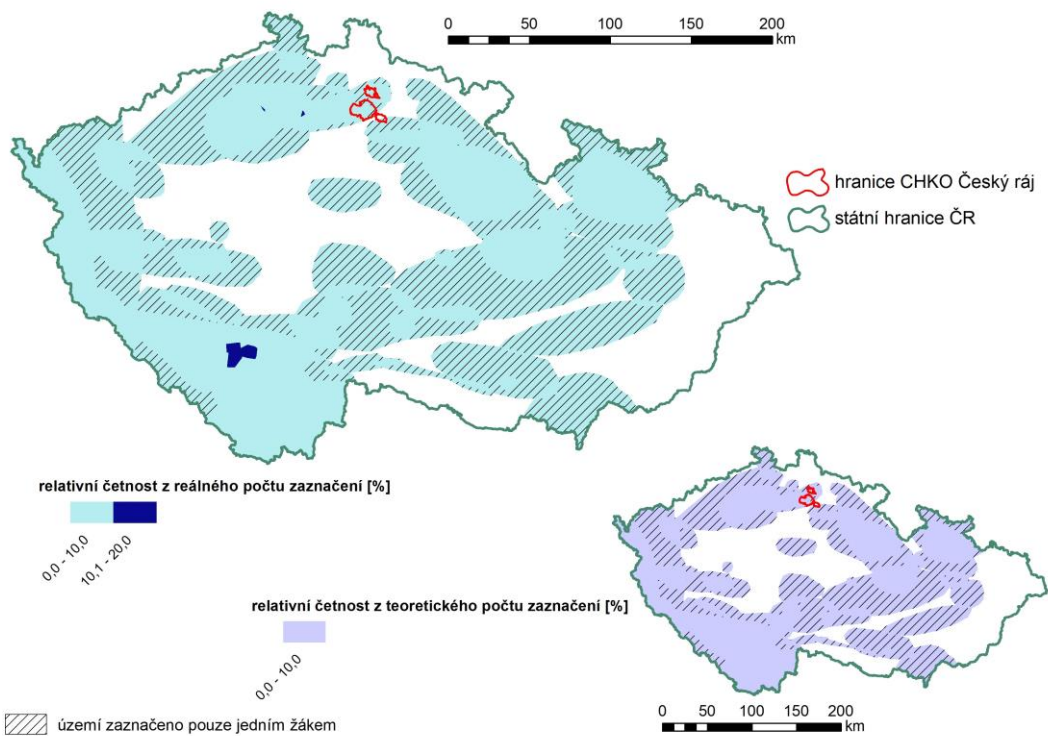 0 50 100 150 200
km
hranice CHKO Český ráj
státní hranice ČR
relativní četnost z reálného počtu zaznačení [%]
0,0 - 10,0
10,1 - 20,0
relativní četnost z teoretického počtu zaznačení [%]
0,0 - 10,0
území zaznačeno pouze jedním žákem
0 50 100 150 200
km